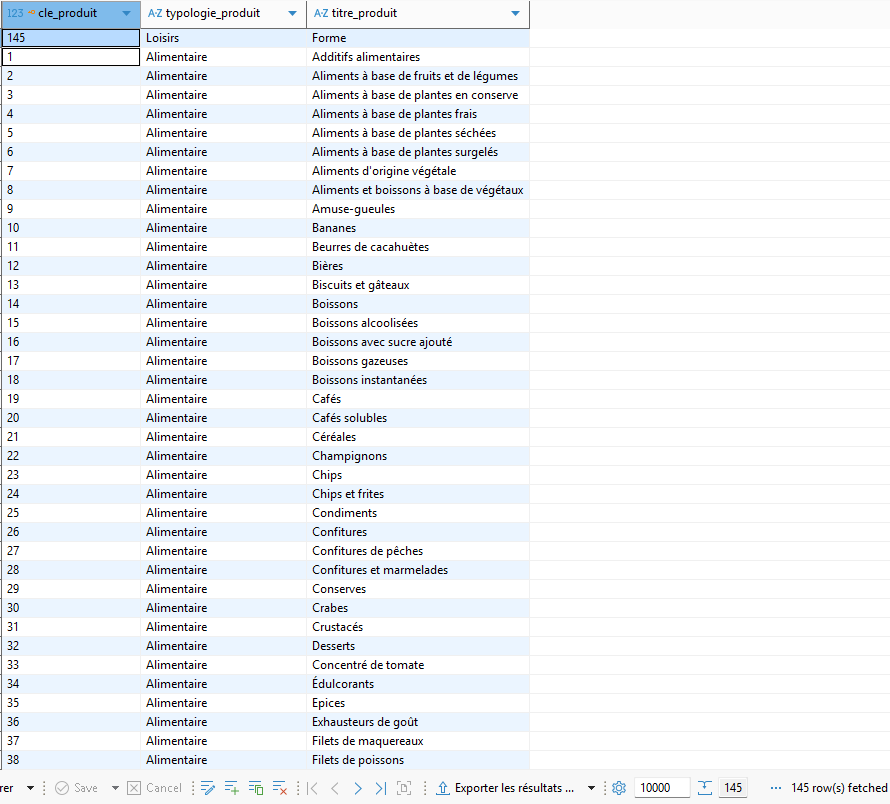 123 cle_produit A-Z typologie_produit A-Z titre_produit
145 Loisirs Forme
1 Alimentaire Additifs alimentaires
2 Alimentaire Aliments à base de fruits et de légumes
3 Alimentaire Aliments à base de plantes en conserve
4 Alimentaire Aliments à base de plantes frais
5 Alimentaire Aliments à base de plantes séchées
6 Alimentaire Aliments à base de plantes surgelés
7 Alimentaire Aliments d'origine végétale
8 Alimentaire Aliments et boissons à base de végétaux
9 Alimentaire Amuse-gueules
10 Alimentaire Bananes
11 Alimentaire Beurres de cacahuètes
12 Alimentaire Bières
13 Alimentaire Biscuits et gâteaux
14 Alimentaire Boissons
15 Alimentaire Boissons alcoolisées
16 Alimentaire Boissons avec sucre ajouté
17 Alimentaire Boissons gazeuses
18 Alimentaire Boissons instantanées
19 Alimentaire Cafés
20 Alimentaire Cafés solubles
21 Alimentaire Céréales
22 Alimentaire Champignons
23 Alimentaire Chips
24 Alimentaire Chips et frites
25 Alimentaire Condiments
26 Alimentaire Confitures
27 Alimentaire Confitures de pêches
28 Alimentaire Confitures et marmelades
29 Alimentaire Conserves
30 Alimentaire Crabes
31 Alimentaire Crustacés
32 Alimentaire Desserts
33 Alimentaire Concentré de tomate
34 Alimentaire Édulcorants
35 Alimentaire Epices
36 Alimentaire Exhausteurs de goût
37 Alimentaire Filets de maquereaux
38 Alimentaire Filets de poissons
rer Save Cancel Exporter les résultats ... 10000 145 ... 145 row(s) fetched